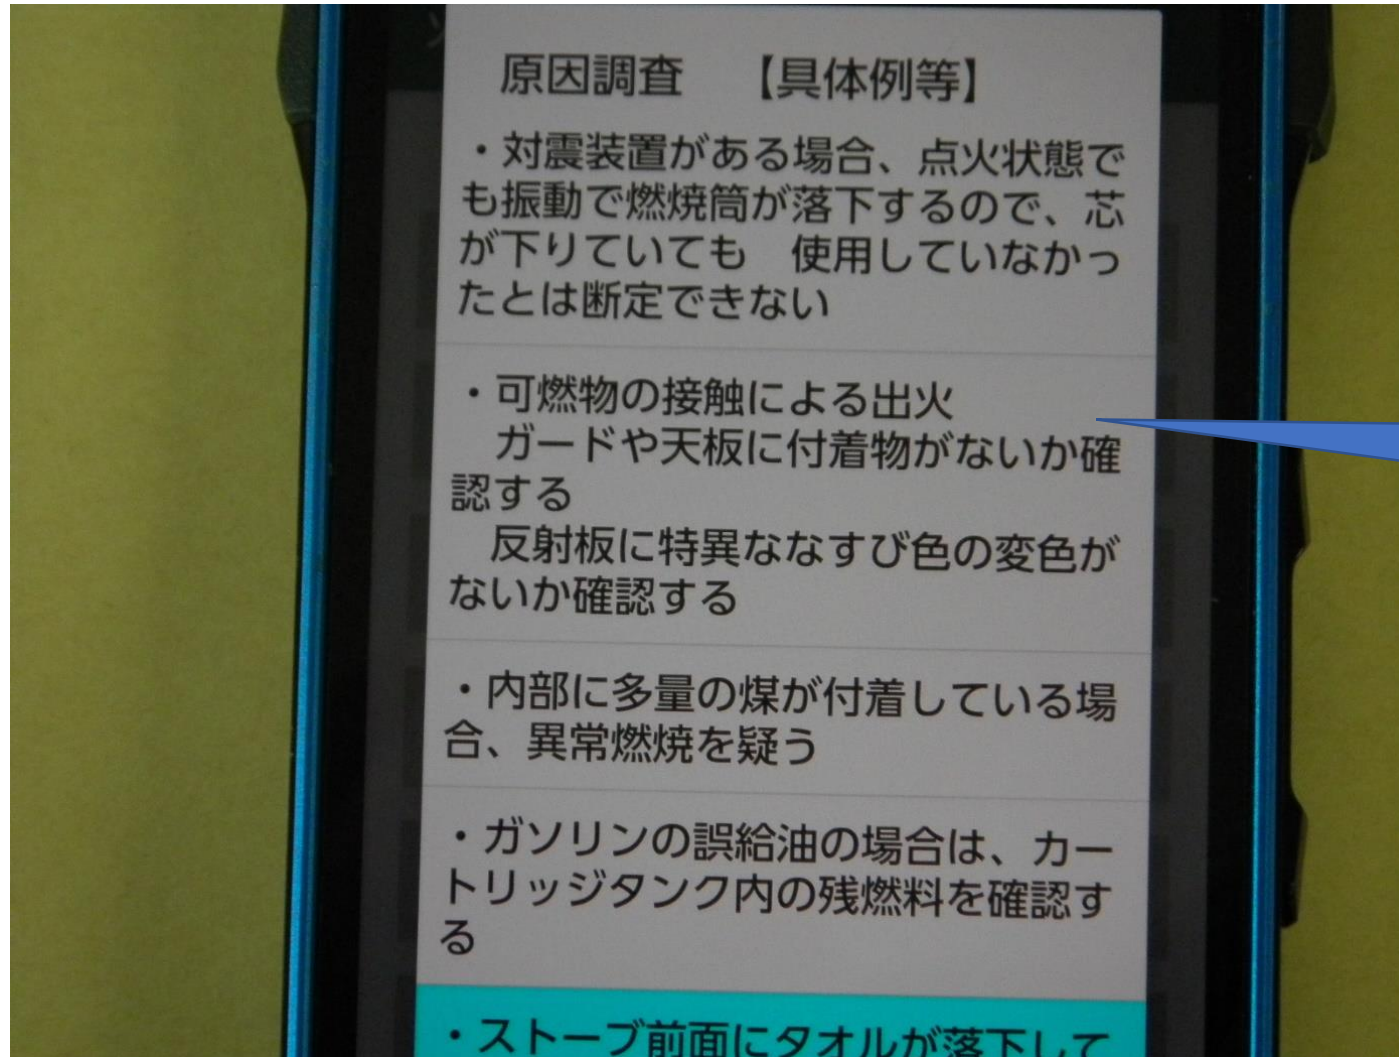 原因調査　【具体例等】
・対震装置がある場合、点火状態で
も振動で燃焼筒が落下するので、芯
が下りていても　使用していなかっ
たとは断定できない
・可燃物の接触による出火
　ガードや天板に付着物がないか確
認する
　反射板に特異ななすび色の変色が
ないか確認する
・内部に多量の煤が付着している場
合、異常燃焼を疑う
・ガソリンの誤給油の場合は、カー
トリッジタンク内の残燃料を確認す
る
・ストーブ前面にタオルが落下して